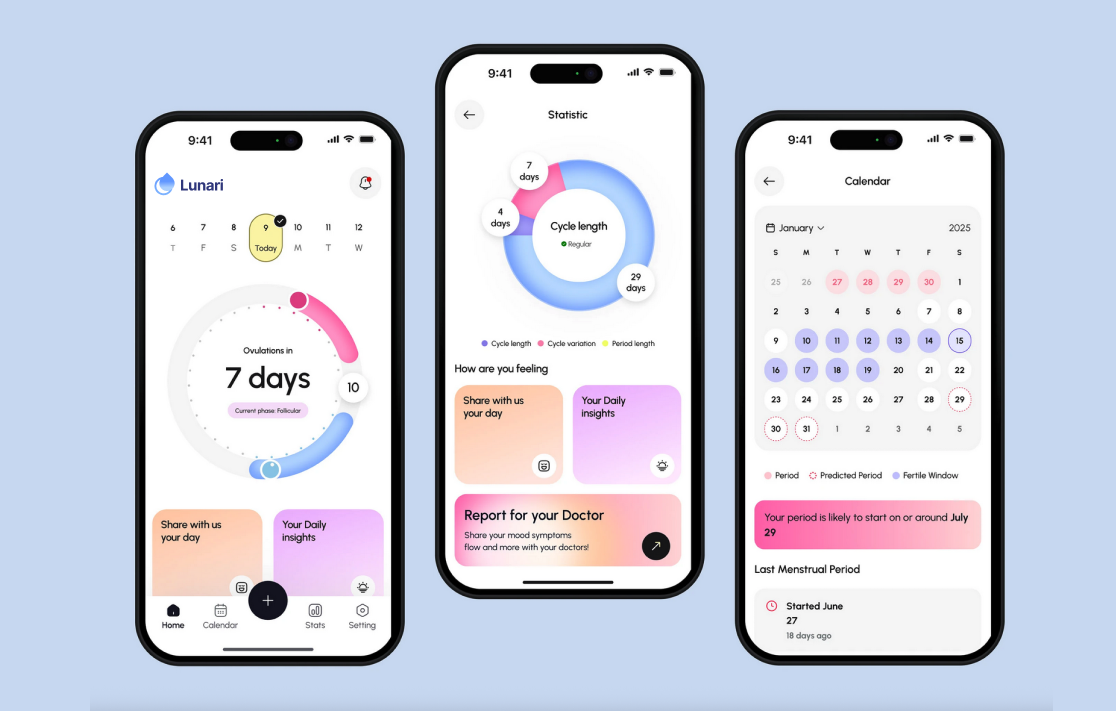 9:41
Lunari
6 7 8 9 10 11 12
T F S Today M T W
Ovulations in
7 days
10
Current phase: Follicular
Share with us
your day
Your Daily
insights
+
Home Calendar Stats Setting
9:41
Statistic
7
days
4
days
Cycle length
Regular
29
days
Cycle length Cycle variation Period length
How are you feeling
Share with us
your day
Your Daily
insights
Report for your Doctor
Share your mood symptoms
flow and more with your doctors!
9:41
Calendar
January 2025
S M T W T F S
25 26 27 28 29 30 1
2 3 4 5 6 7 8
9 10 11 12 13 14 15
16 17 18 19 20 21 22
23 24 25 26 27 28 29
30 31 1 2 3 4 5
Period Predicted Period Fertile Window
Your period is likely to start on or around July
29
Last Menstrual Period
Started June
27
18 days ago